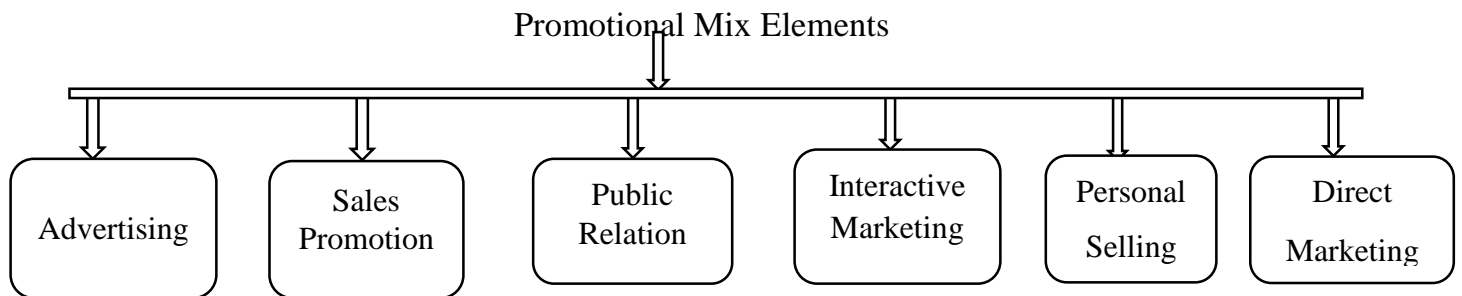 Promotional Mix Elements
Advertising
Sales
Promotion
Public
Relation
Interactive
Marketing
Personal
Selling
Direct
Marketing